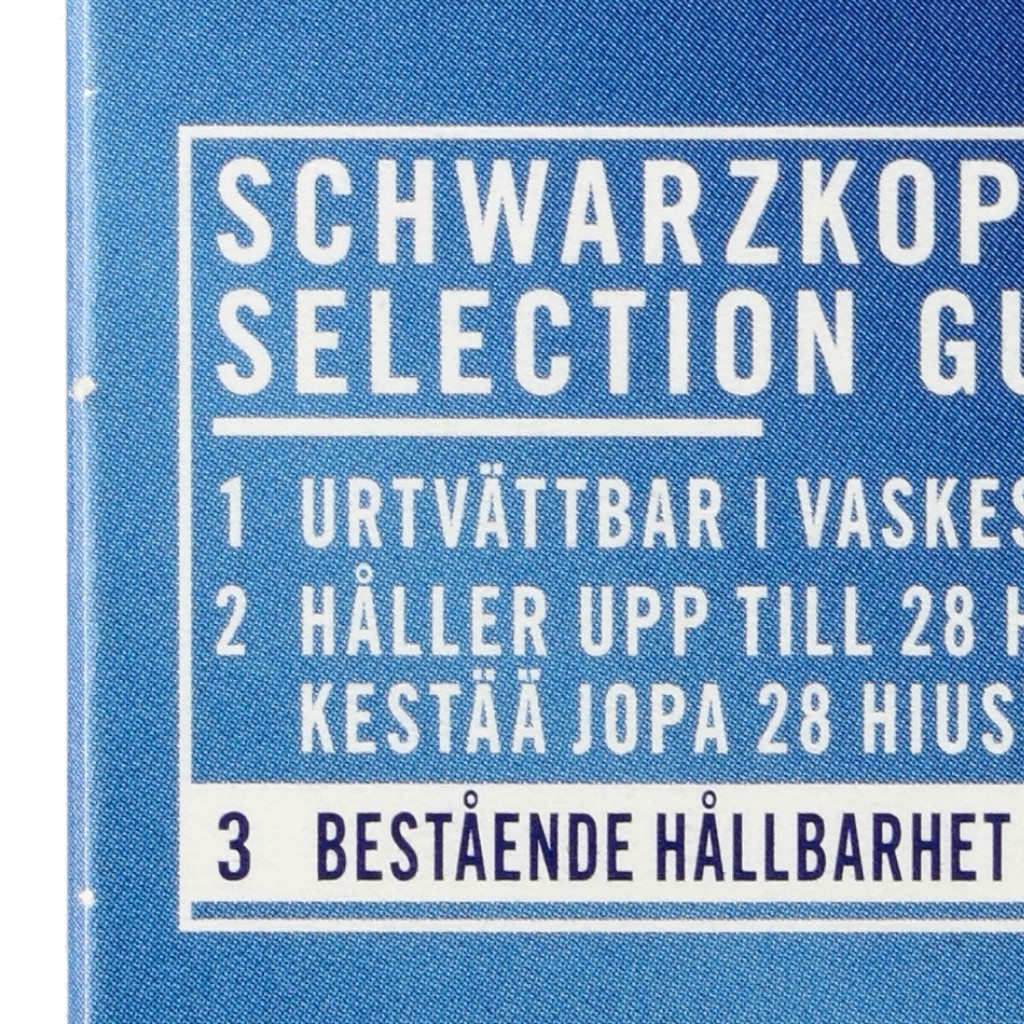 SCHWARZKOP
SELECTION GU
1 URTVÄTTBAR | VASKES
2 HÅLLER UPP TILL 28 H
KESTÄÄ JOPA 28 HIUS
3 BESTÅENDE HÅLLBARHET